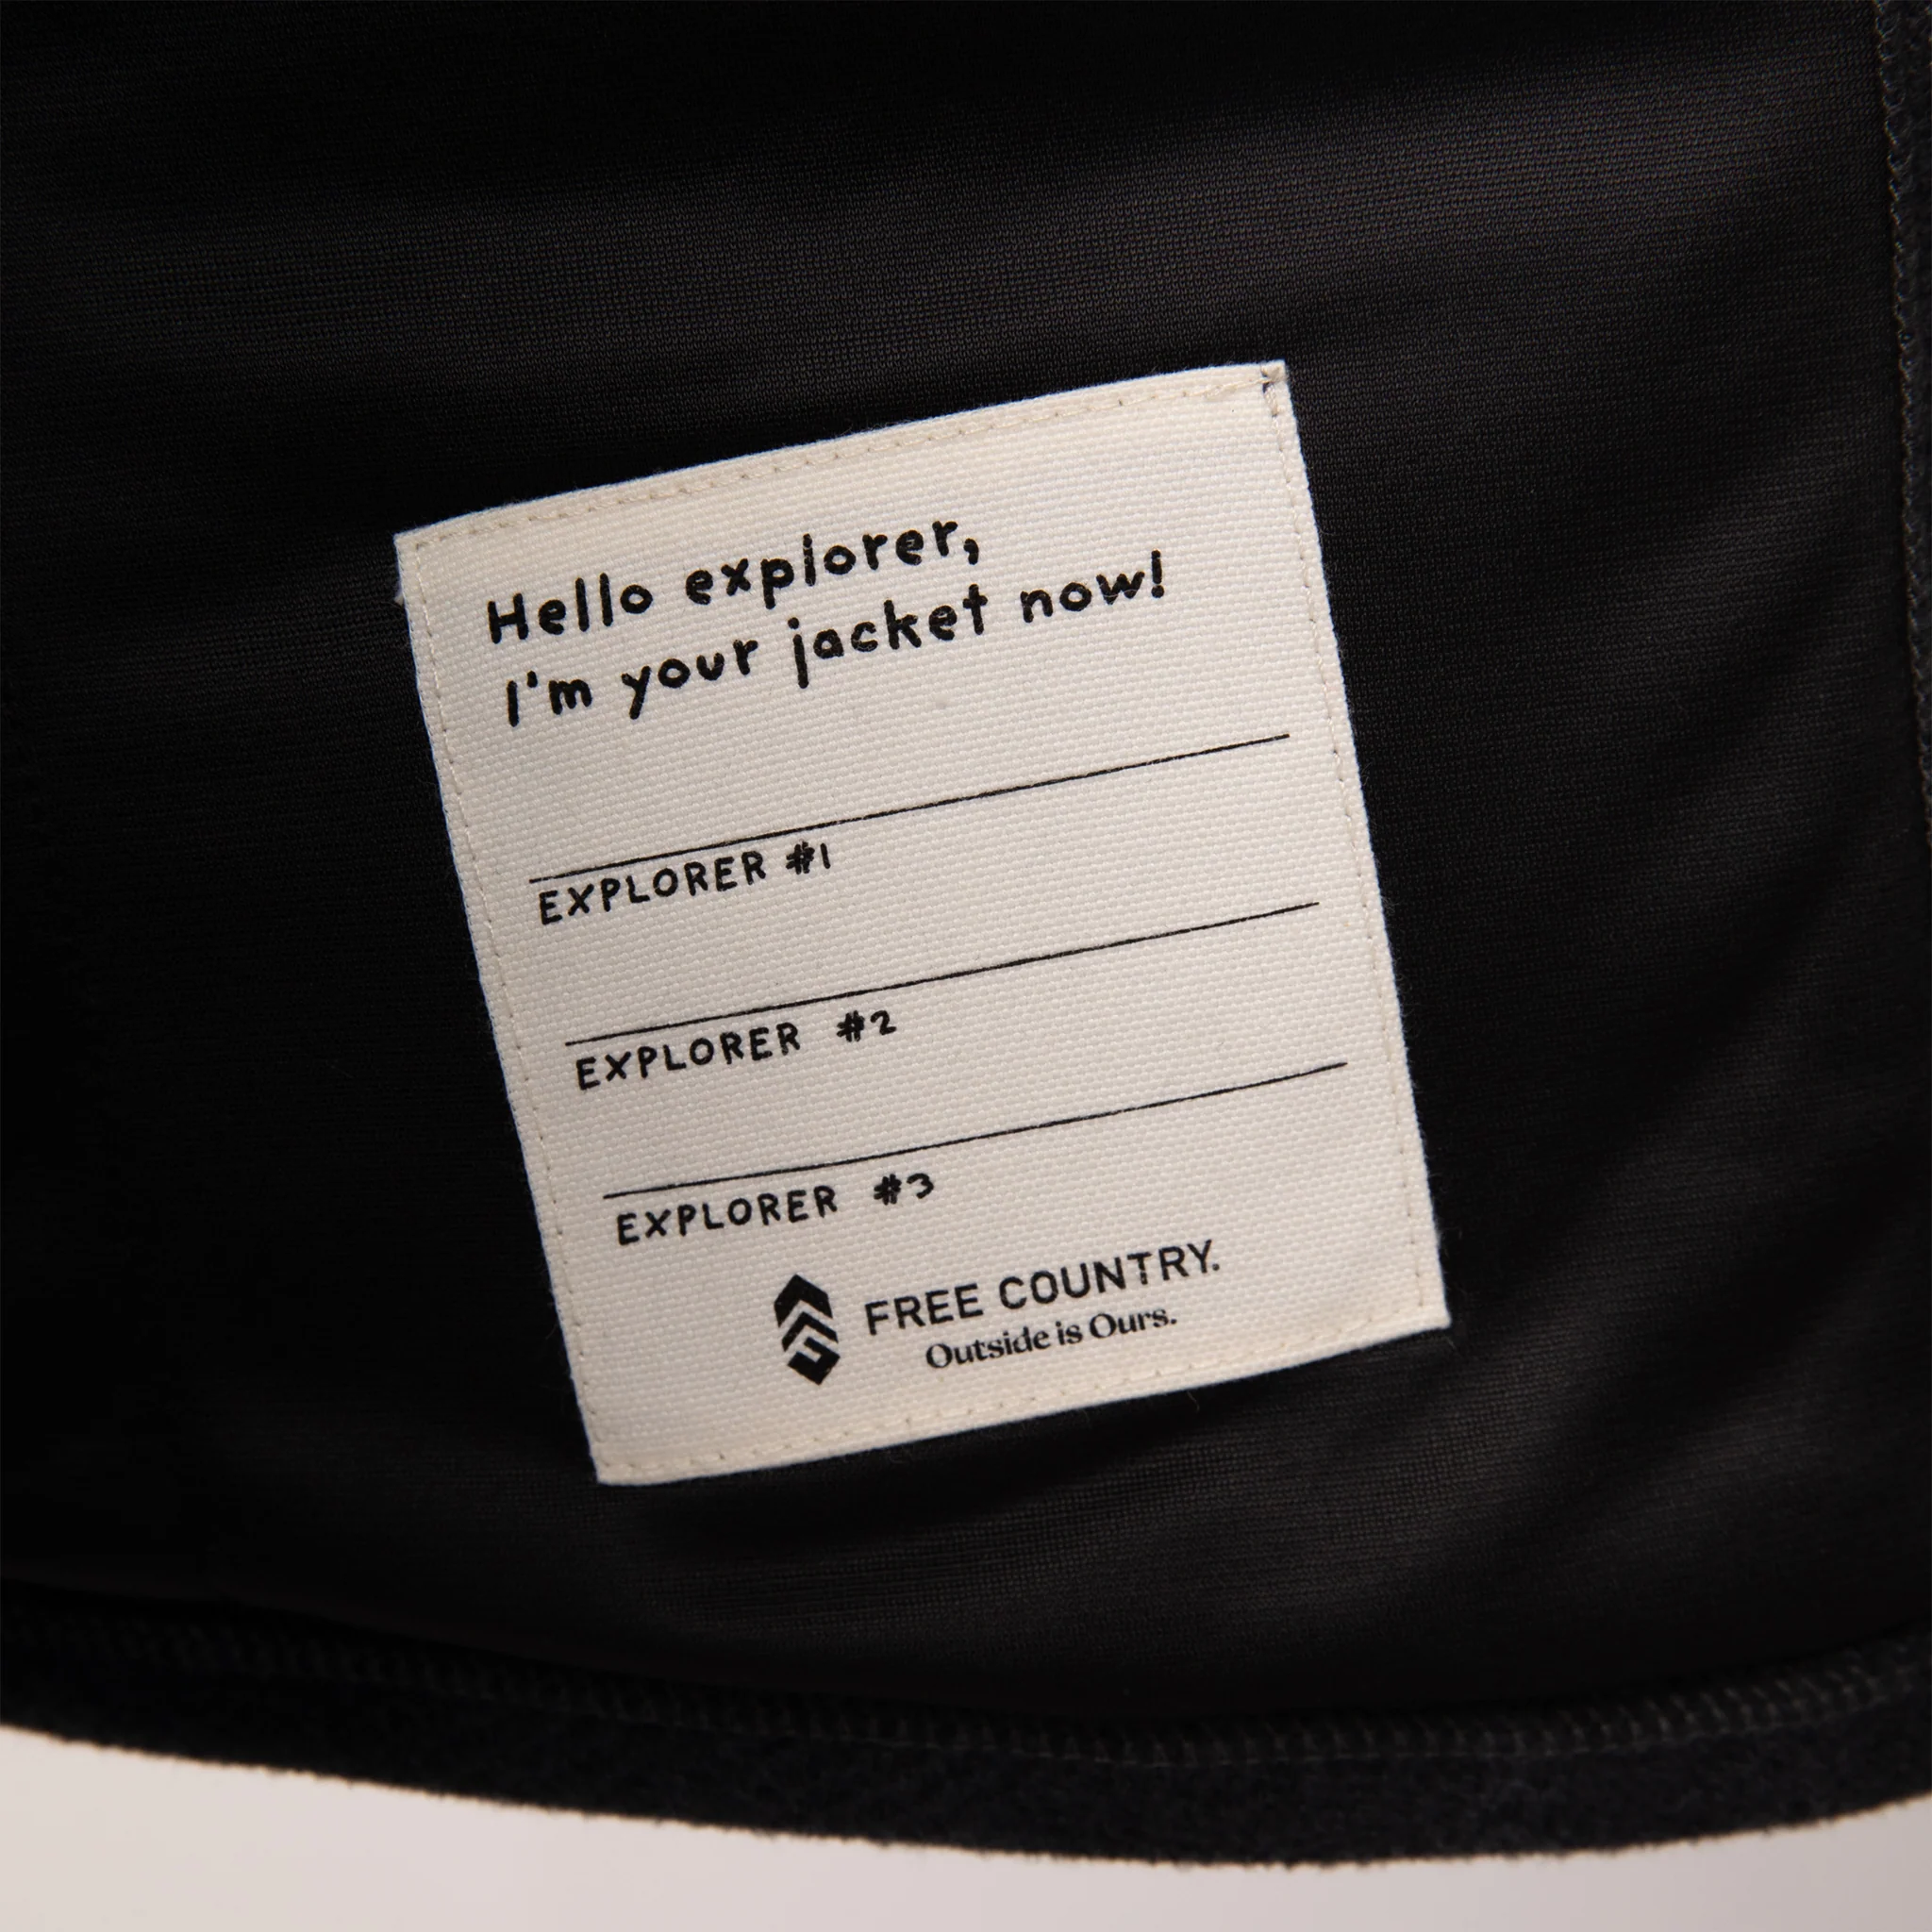 Hello explorer,
I'm your jacket now!
EXPLORER #1
EXPLORER #2
EXPLORER #3
FREE COUNTRY.
Outside is Ours.